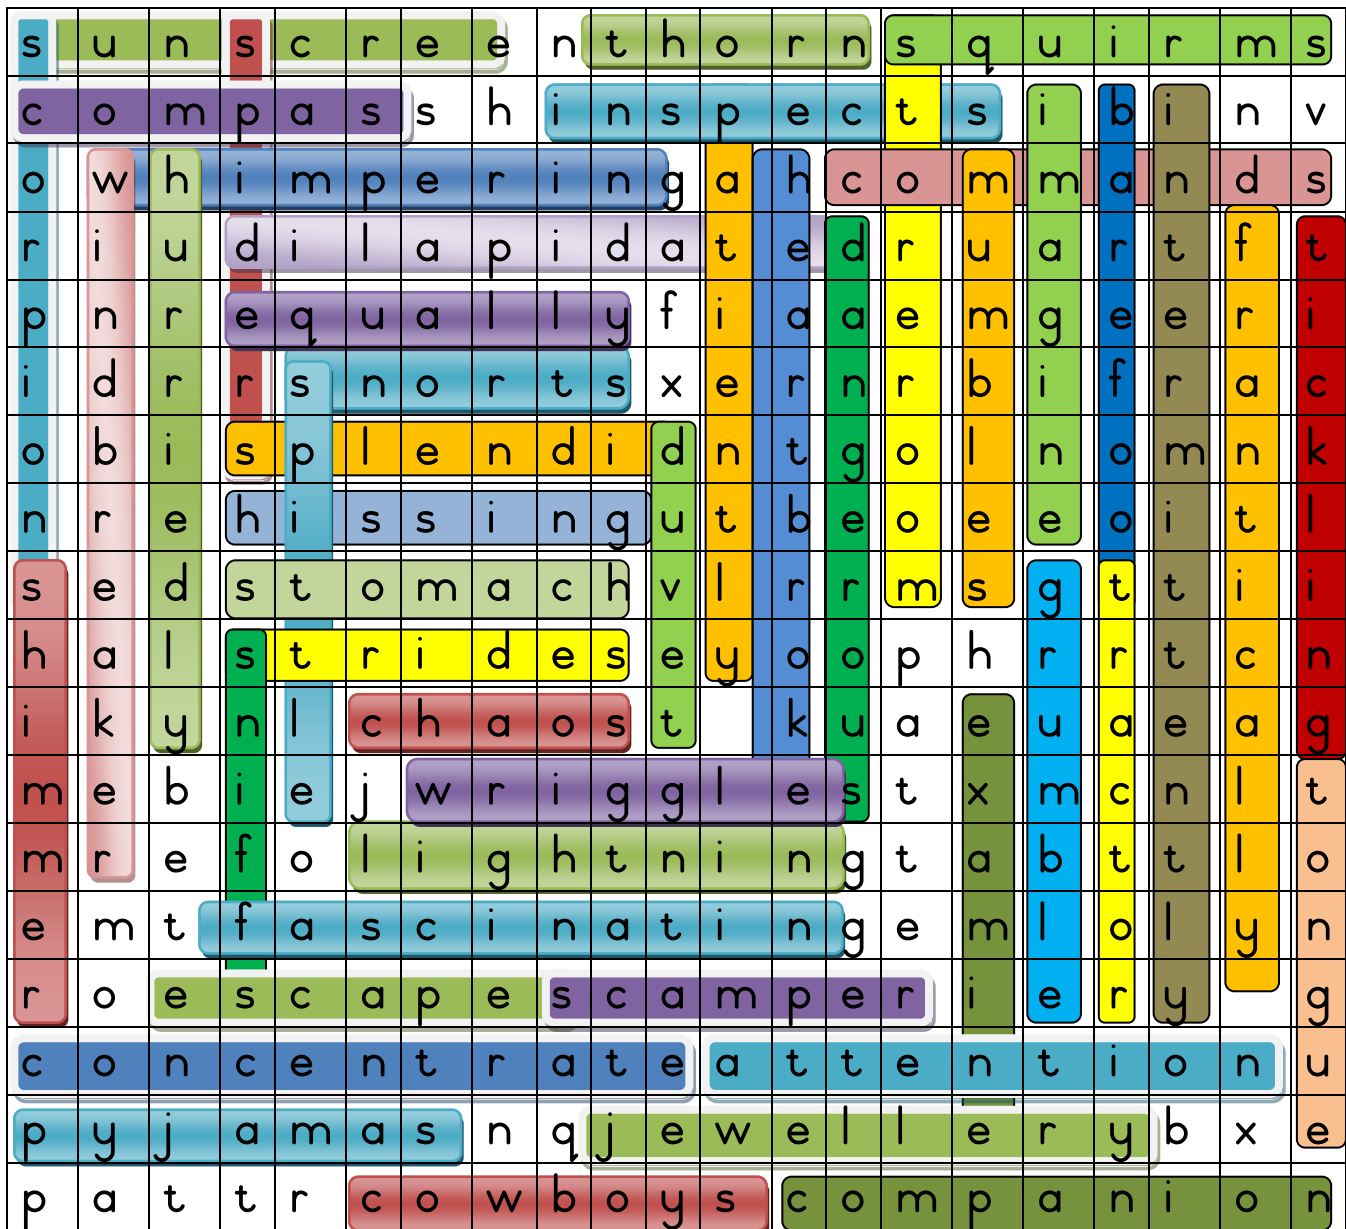 s u n s c r e e n t h o r n s q u i r m s
c o m p a s s h i n s p e c t s i b i n v
o w h i m p e r i n g a h c o m m a n d s
r i u d i l a p i d a t e d r u a r t f t
p n r e q u a l l y f i a a e m g e e r i
i d r r s n o r t s x e r n r b i f r a c
o b i s p l e n d i d n t g o l n o m n k
n r e h i s s i n g u t b e o e e o i t l
s e d s t o m a c h v l r r m s g t t i i
h a l s t r i d e s e y o o p h r r t c n
i k y n l c h a o s t k u a e u a e a g
m e b i e j w r i g g l e s t x m c n l t
m r e f o l i g h t n i n g t a b t t l o
e m t f a s c i n a t i n g e m l o l y n
r o e s c a p e s c a m p e r i e r y g
c o n c e n t r a t e a t t e n t i o n u
p y j a m a s n q j e w e l l e r y b x e
p a t t r c o w b o y s c o m p a n i o n